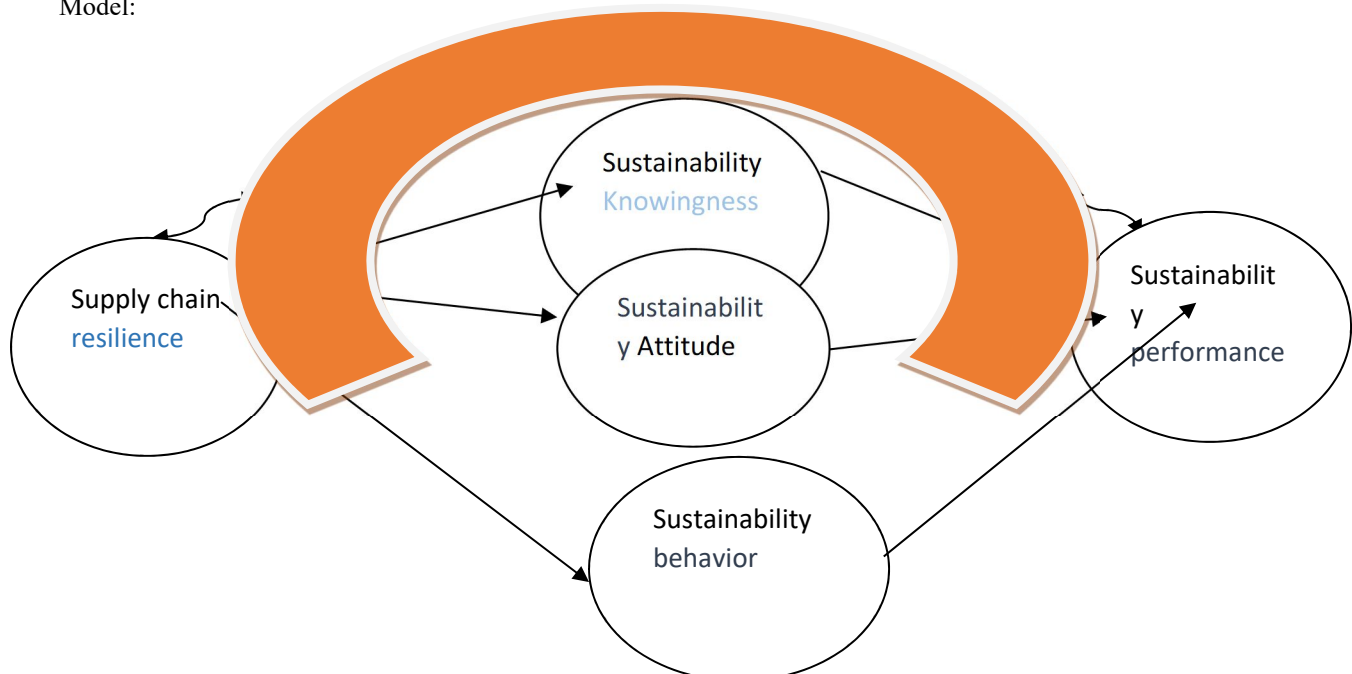 Model:
Sustainability
Knowingness
Supply chain
resilience
Sustainabilit
y Attitude
Sustainabilit
y
performance
Sustainability
behavior